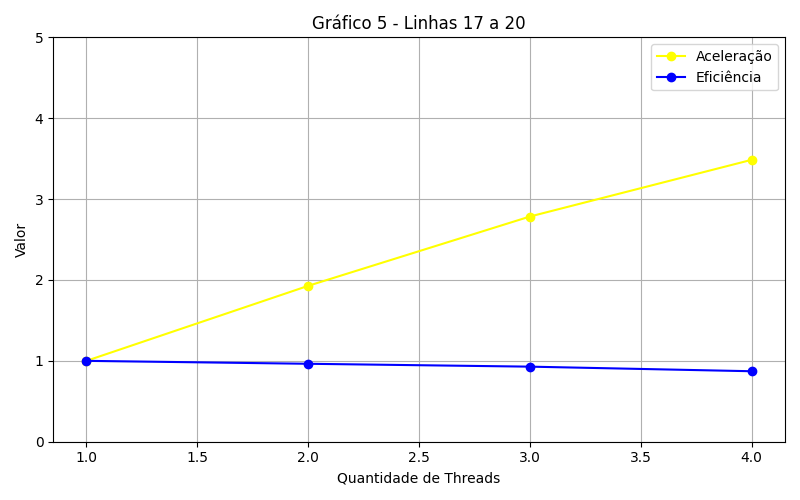 Gráfico 5 - Linhas 17 a 20
Aceleração
Eficiência
Valor
5
4
3
2
1
0
1.0 1.5 2.0 2.5 3.0 3.5 4.0
Quantidade de Threads